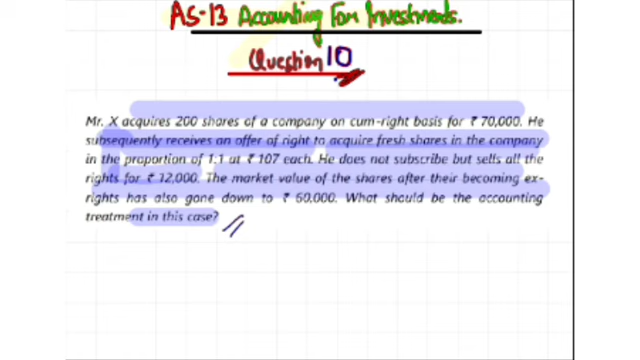 AS-13 Accounting For Investments.
Question 10
Mr. X acquires 200 shares of a company on cum-right basis for ₹ 70,000. He
subsequently receives an offer of right to acquire fresh shares in the company
in the proportion of 1:1 at ₹ 107 each. He does not subscribe but sells all the
rights for ₹ 12,000. The market value of the shares after their becoming ex-
rights has also gone down to ₹ 60,000. What should be the accounting
treatment in this case?